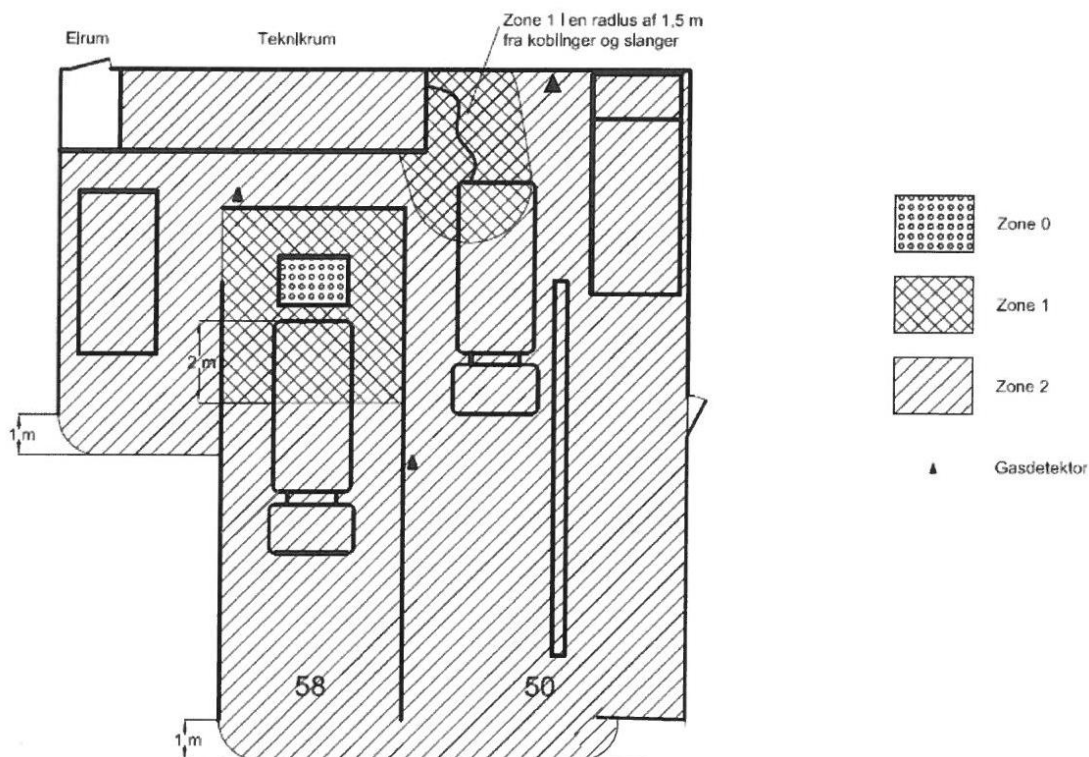 Elrum
Teknikrum
Zone 1 I en radius af 1,5 m
fra koblinger og slanger
Zone 0
Zone 1
2 m
Zone 2
1 m
Gasdetektor
58
50
1 m